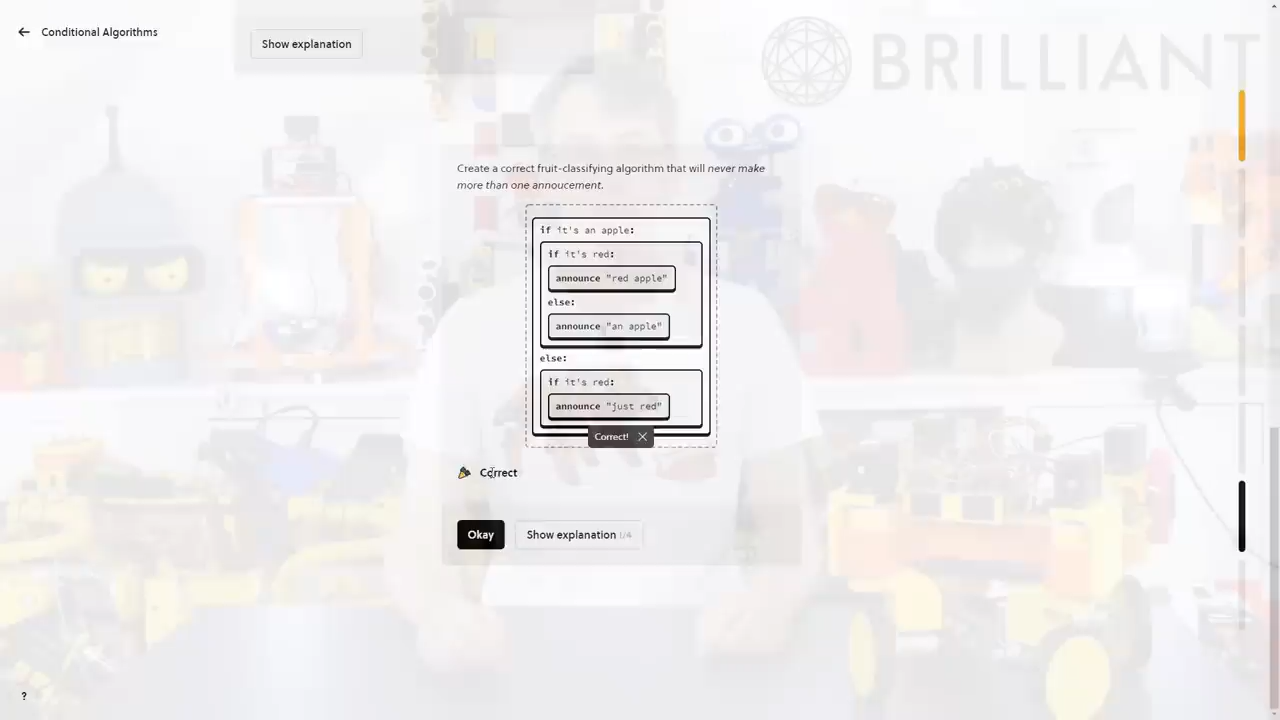 Conditional Algorithms
Show explanation
BRILLIANT
Create a correct fruit-classifying algorithm that will never make
more than one annoucement.
if it's an apple:
if it's red:
announce "red apple"
else:
announce "an apple"
else:
if it's red:
announce "just red"
Correct!
Correct
Okay
Show explanation 1/4
?